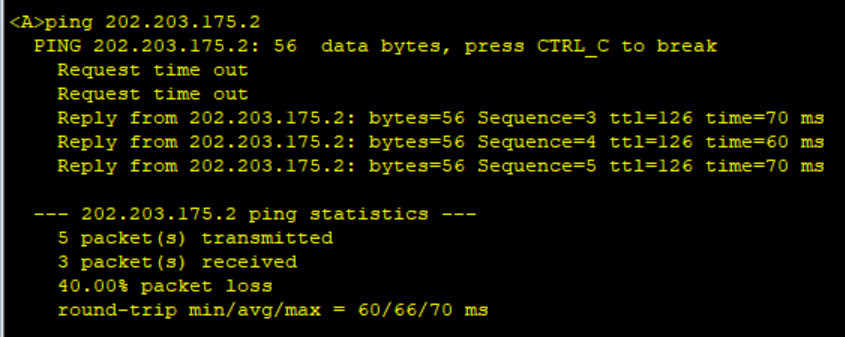 <A>ping 202.203.175.2
PING 202.203.175.2: 56 data bytes, press CTRL_C to break
Request time out
Request time out
Reply from 202.203.175.2: bytes=56 Sequence=3 ttl=126 time=70 ms
Reply from 202.203.175.2: bytes=56 Sequence=4 ttl=126 time=60 ms
Reply from 202.203.175.2: bytes=56 Sequence=5 ttl=126 time=70 ms
--- 202.203.175.2 ping statistics ---
5 packet(s) transmitted
3 packet(s) received
40.00% packet loss
round-trip min/avg/max = 60/66/70 ms